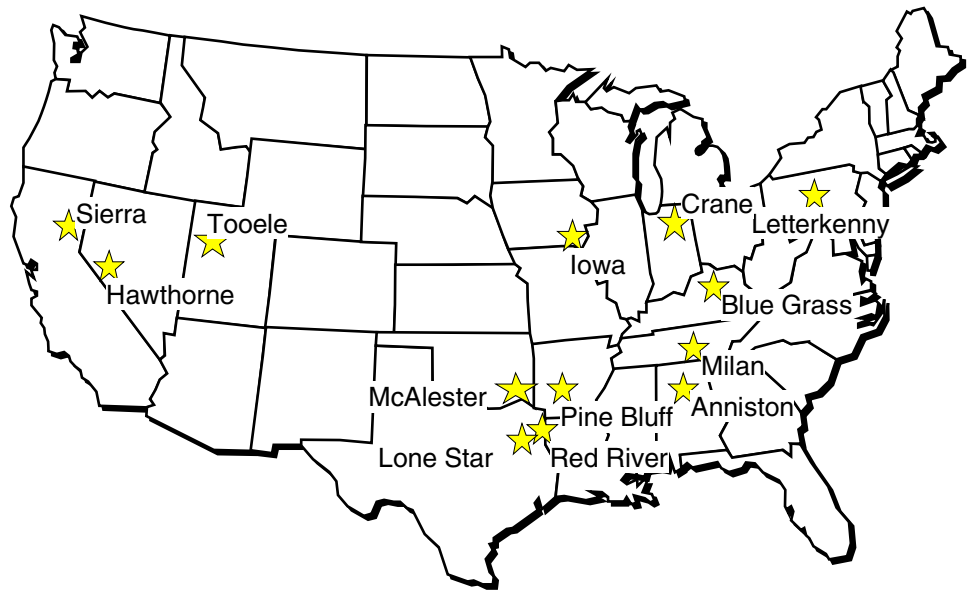 Sierra
Tooele
Crane
Letterkenny
Iowa
Hawthorne
Blue Grass
Milan
McAlester
Pine Bluff
Anniston
Lone Star
Red River